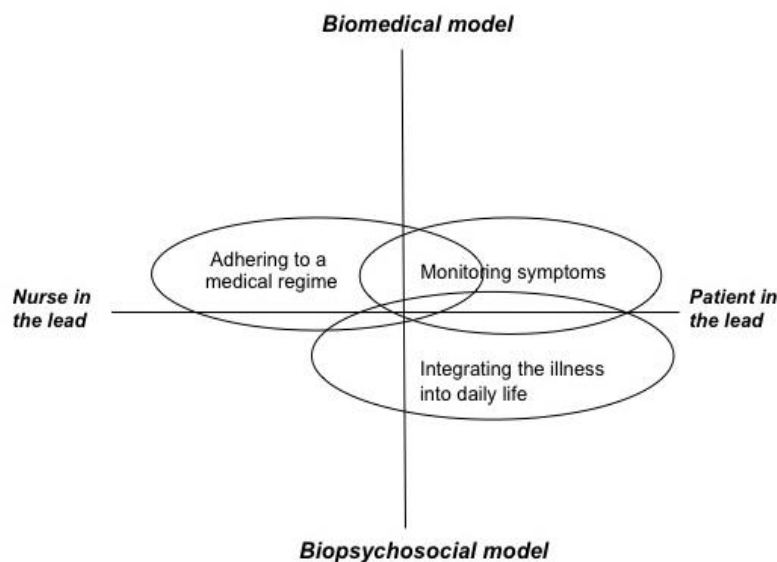 Biomedical model
Adhering to a
medical regime
Monitoring symptoms
Nurse in
the lead
Patient in
the lead
Integrating the illness
into daily life
Biopsychosocial model